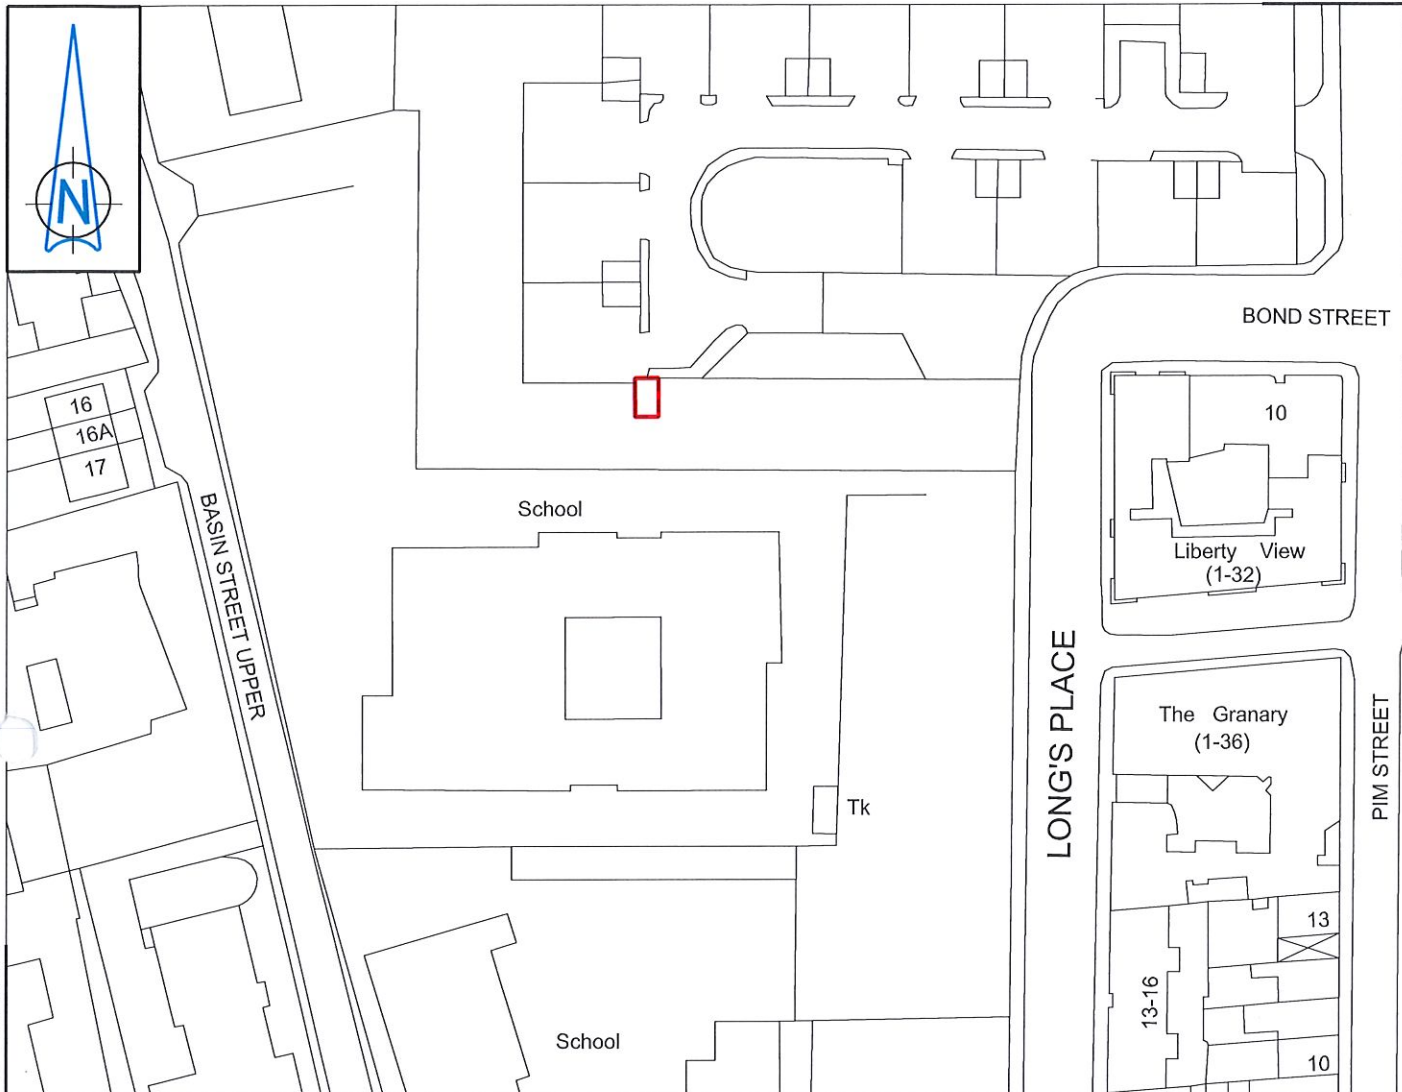 N
BOND STREET
16
16A
17
10
BASIN STREET UPPER
School
Liberty View
(1-32)
LONG'S PLACE
The Granary
(1-36)
PIM STREET
Tk
13
13-16
School
10